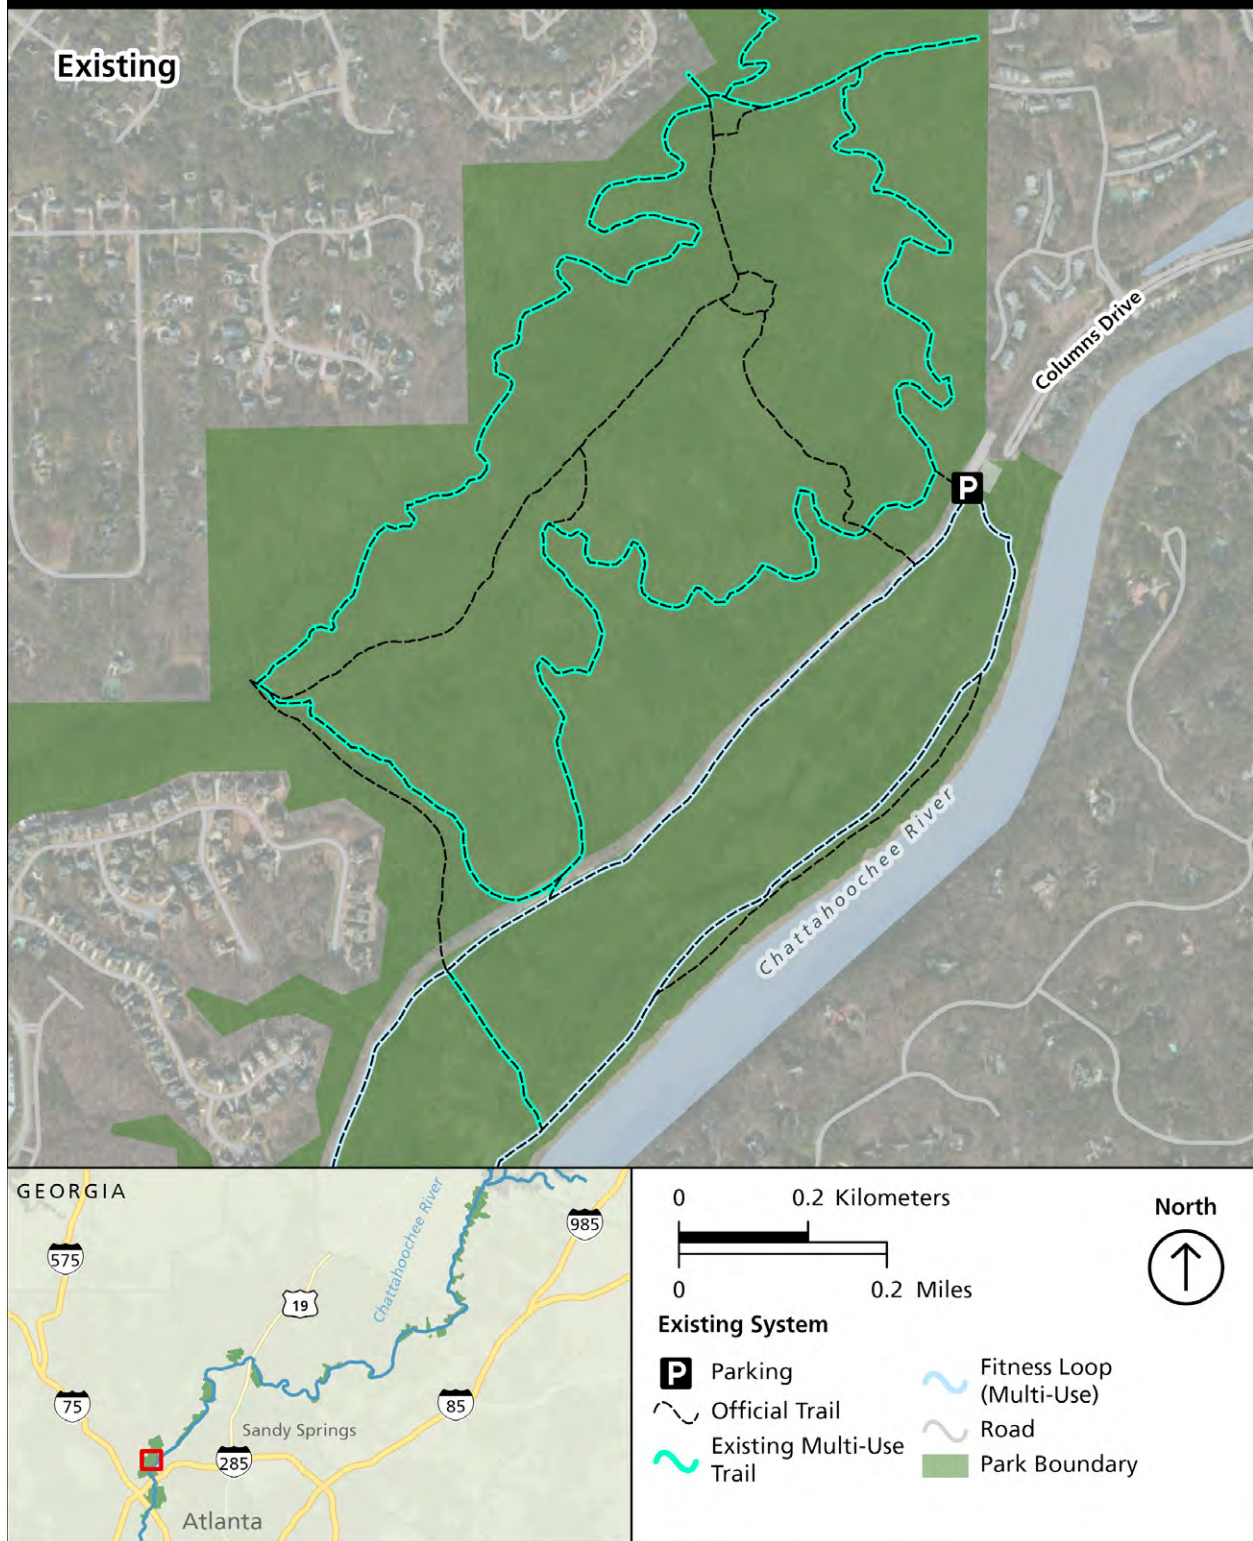 Existing
Columns Drive
P
Chattahoochee River
GEORGIA
575
985
19
Chattahoochee River
75
85
Sandy Springs
285
Atlanta
0 0.2 Kilometers
0 0.2 Miles
North
Existing System
P Parking
Official Trail
Existing Multi-Use
Trail
Fitness Loop
(Multi-Use)
Road
Park Boundary